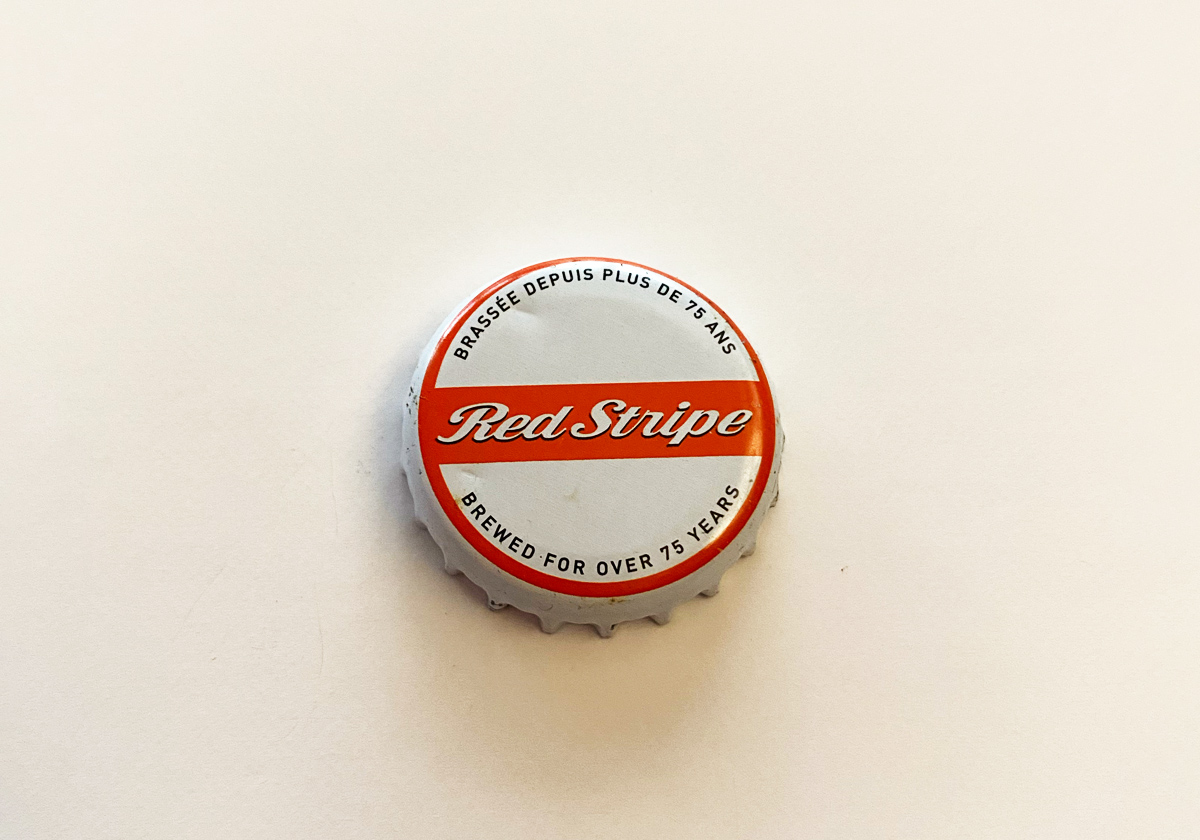 BRASSÉE DEPUIS PLUS DE 75 ANS
Red Stripe
BREWED FOR OVER 75 YEARS